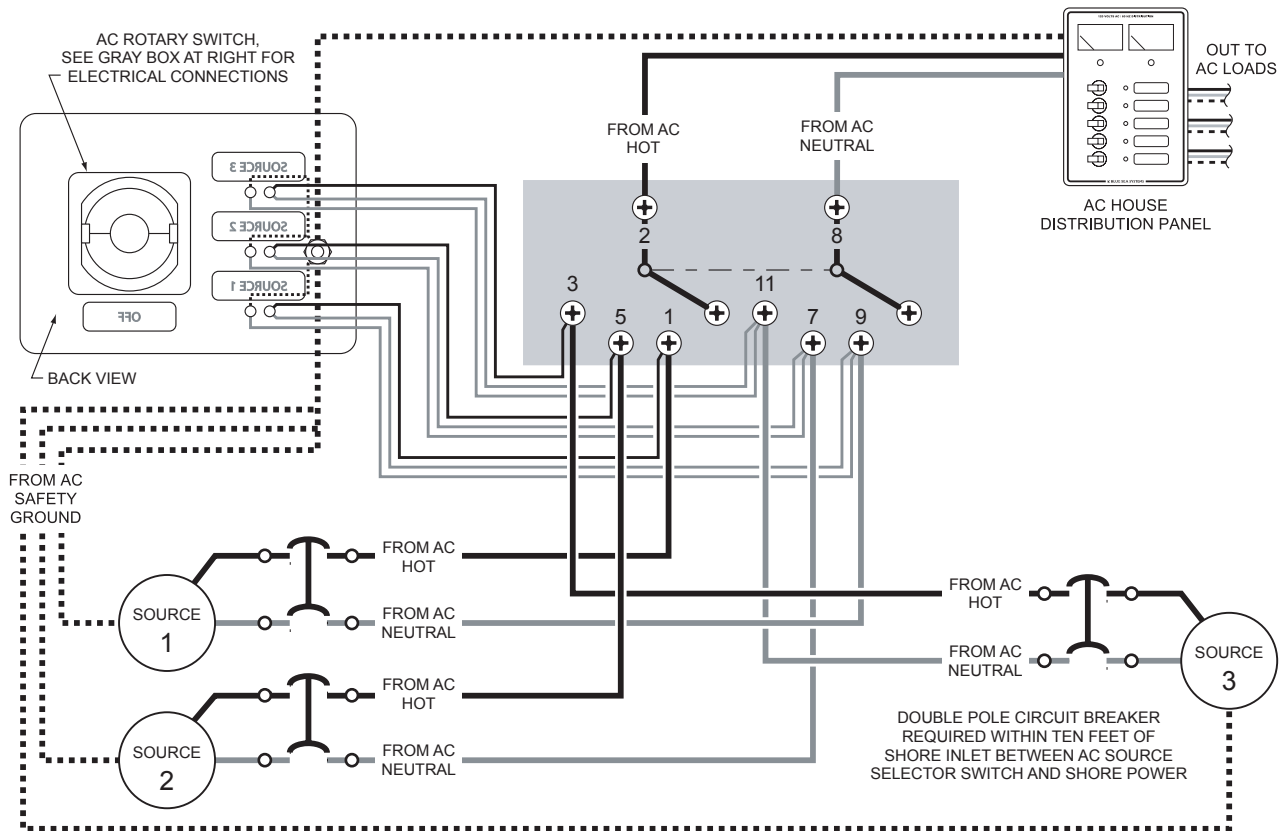 AC ROTARY SWITCH,
SEE GRAY BOX AT RIGHT FOR
ELECTRICAL CONNECTIONS
SOURCE 3
SOURCE 2
SOURCE 1
OFF
BACK VIEW
FROM AC
HOT
FROM AC
NEUTRAL
OUT TO
AC LOADS
AC HOUSE
DISTRIBUTION PANEL
2
8
3
11
5
1
7
9
FROM AC
SAFETY
GROUND
SOURCE
1
FROM AC
HOT
FROM AC
NEUTRAL
SOURCE
2
FROM AC
HOT
FROM AC
NEUTRAL
FROM AC
HOT
FROM AC
NEUTRAL
SOURCE
3
DOUBLE POLE CIRCUIT BREAKER
REQUIRED WITHIN TEN FEET OF
SHORE INLET BETWEEN AC SOURCE
SELECTOR SWITCH AND SHORE POWER